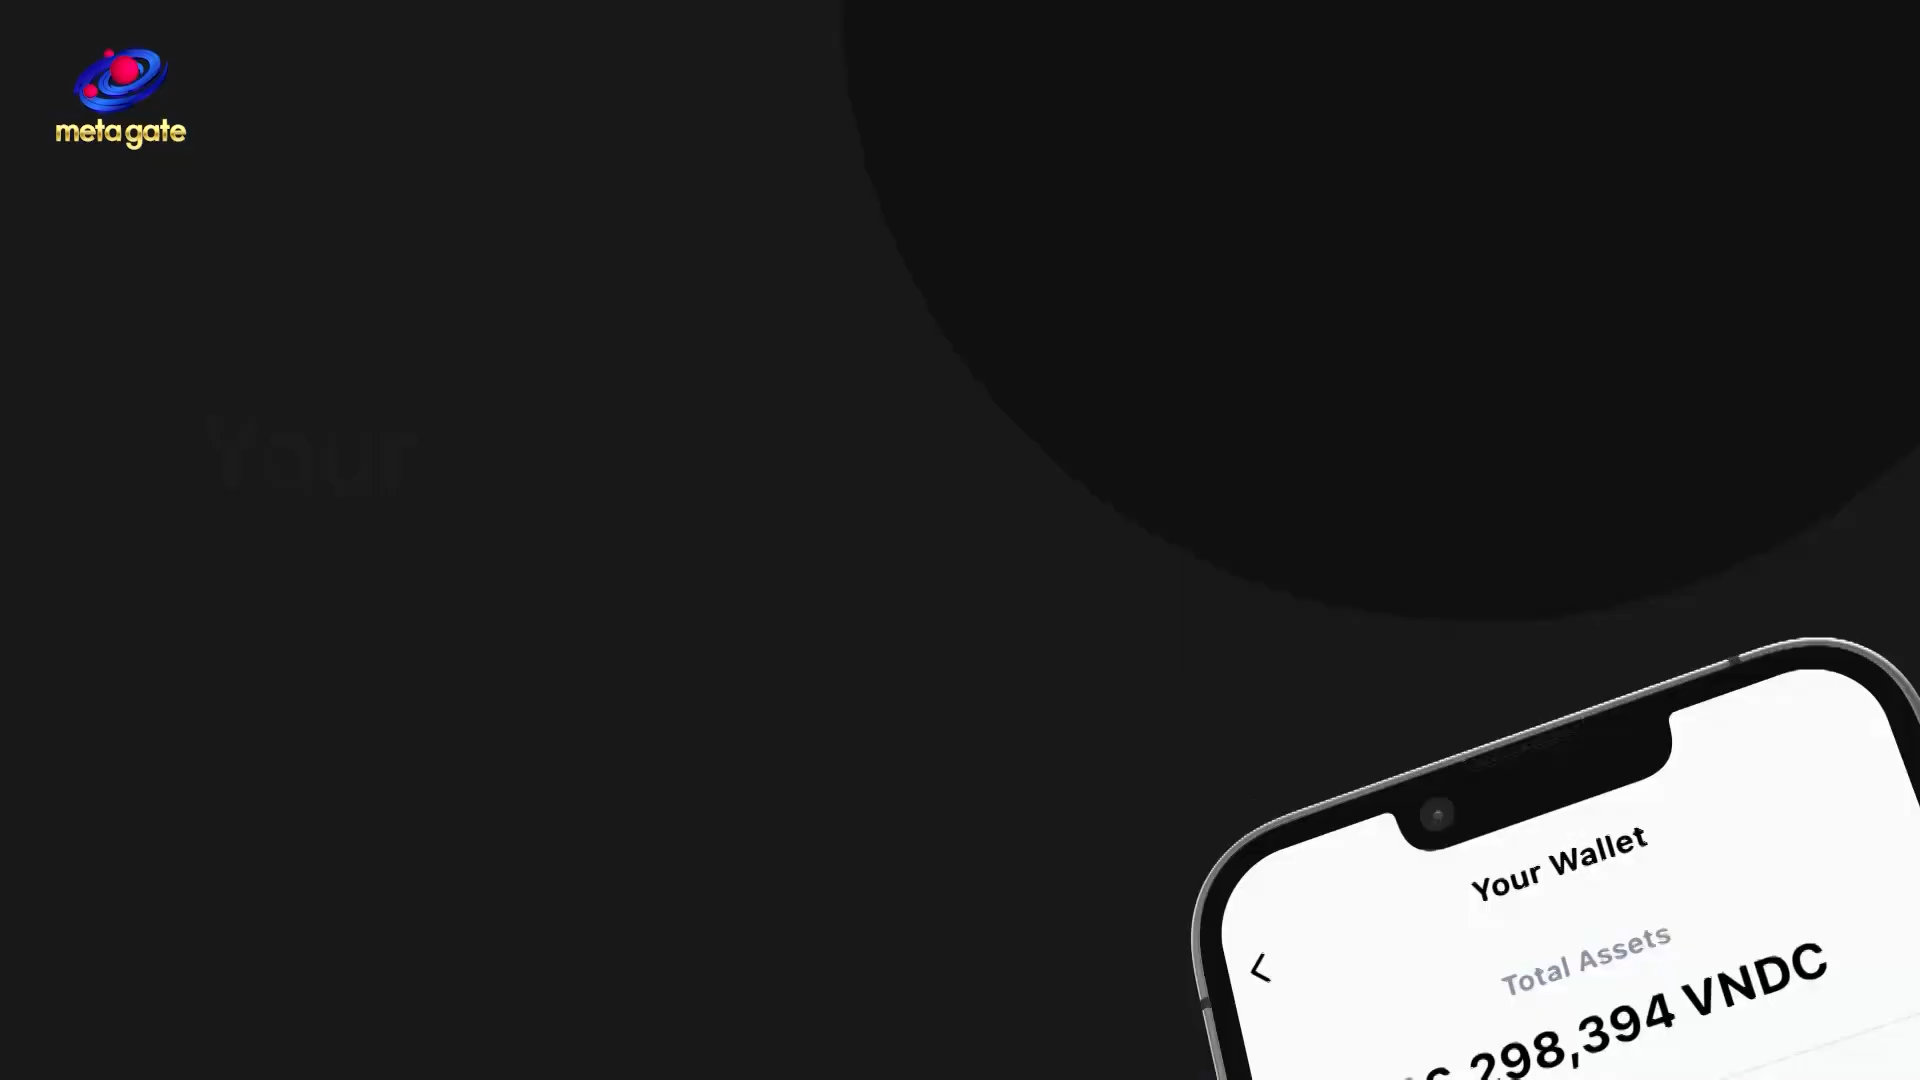 meta gate
Your
Your Wallet
Total Assets
298,394 VNDC